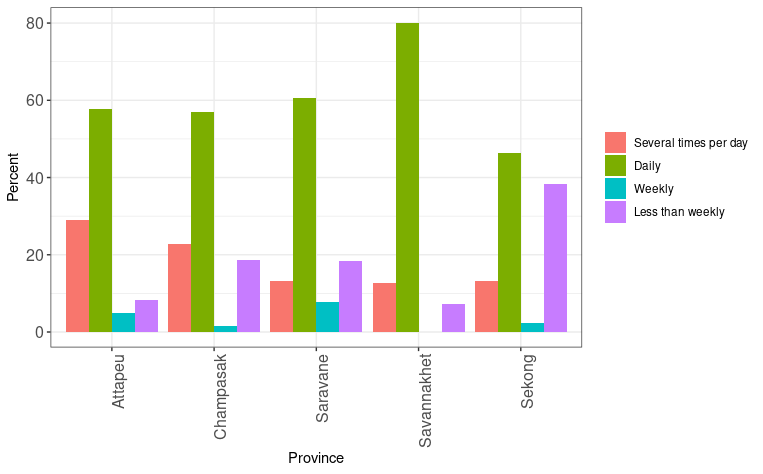 80
60
40
20
0
Percent
Attapeu
Champasak
Saravane
Savannakhet
Sekong
Province
Several times per day
Daily
Weekly
Less than weekly